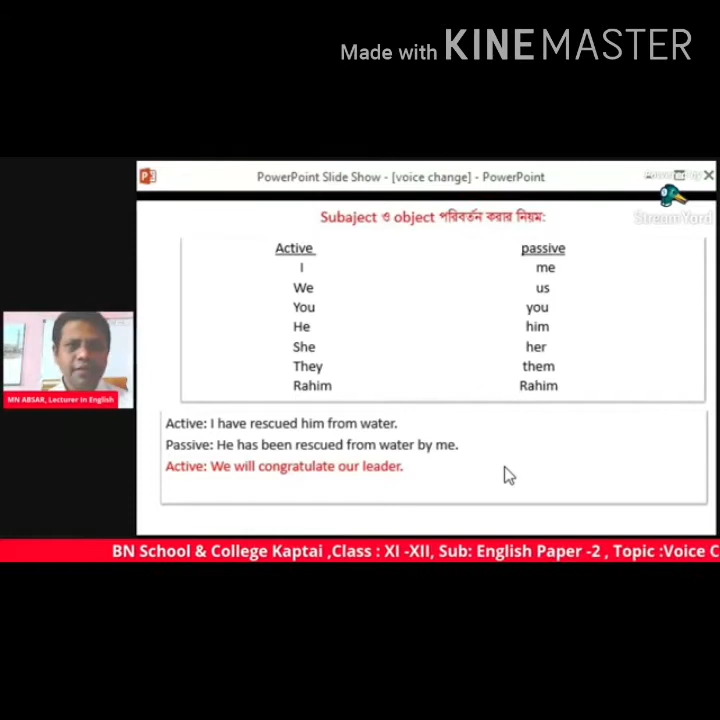 Made with KINEMASTER
PowerPoint Slide Show - [voice change] - PowerPoint
StreamYard
Subaject ও object পরিবর্তন করার নিয়ম:
Active passive
I me
We us
You you
He him
She her
They them
Rahim Rahim
MN ABSAR, Lecturer in English
Active: I have rescued him from water.
Passive: He has been rescued from water by me.
Active: We will congratulate our leader.
BN School & College Kaptai ,Class : XI -XII, Sub: English Paper -2 , Topic :Voice C